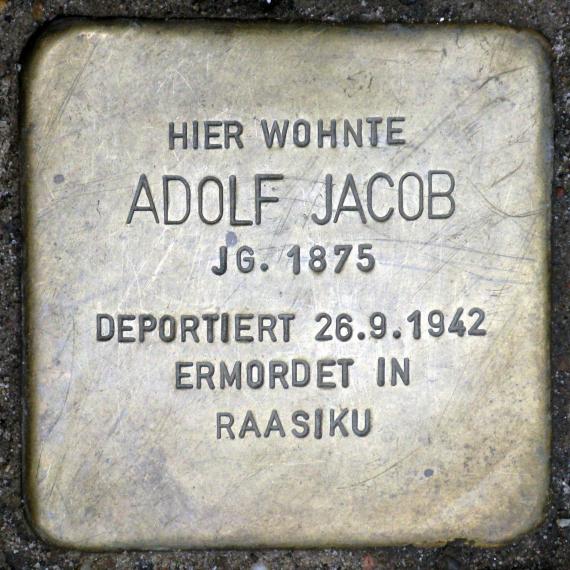 HIER WOHNTE
ADOLF JACOB
JG. 1875
DEPORTIERT 26.9.1942
ERMORDET IN
RAASIKU